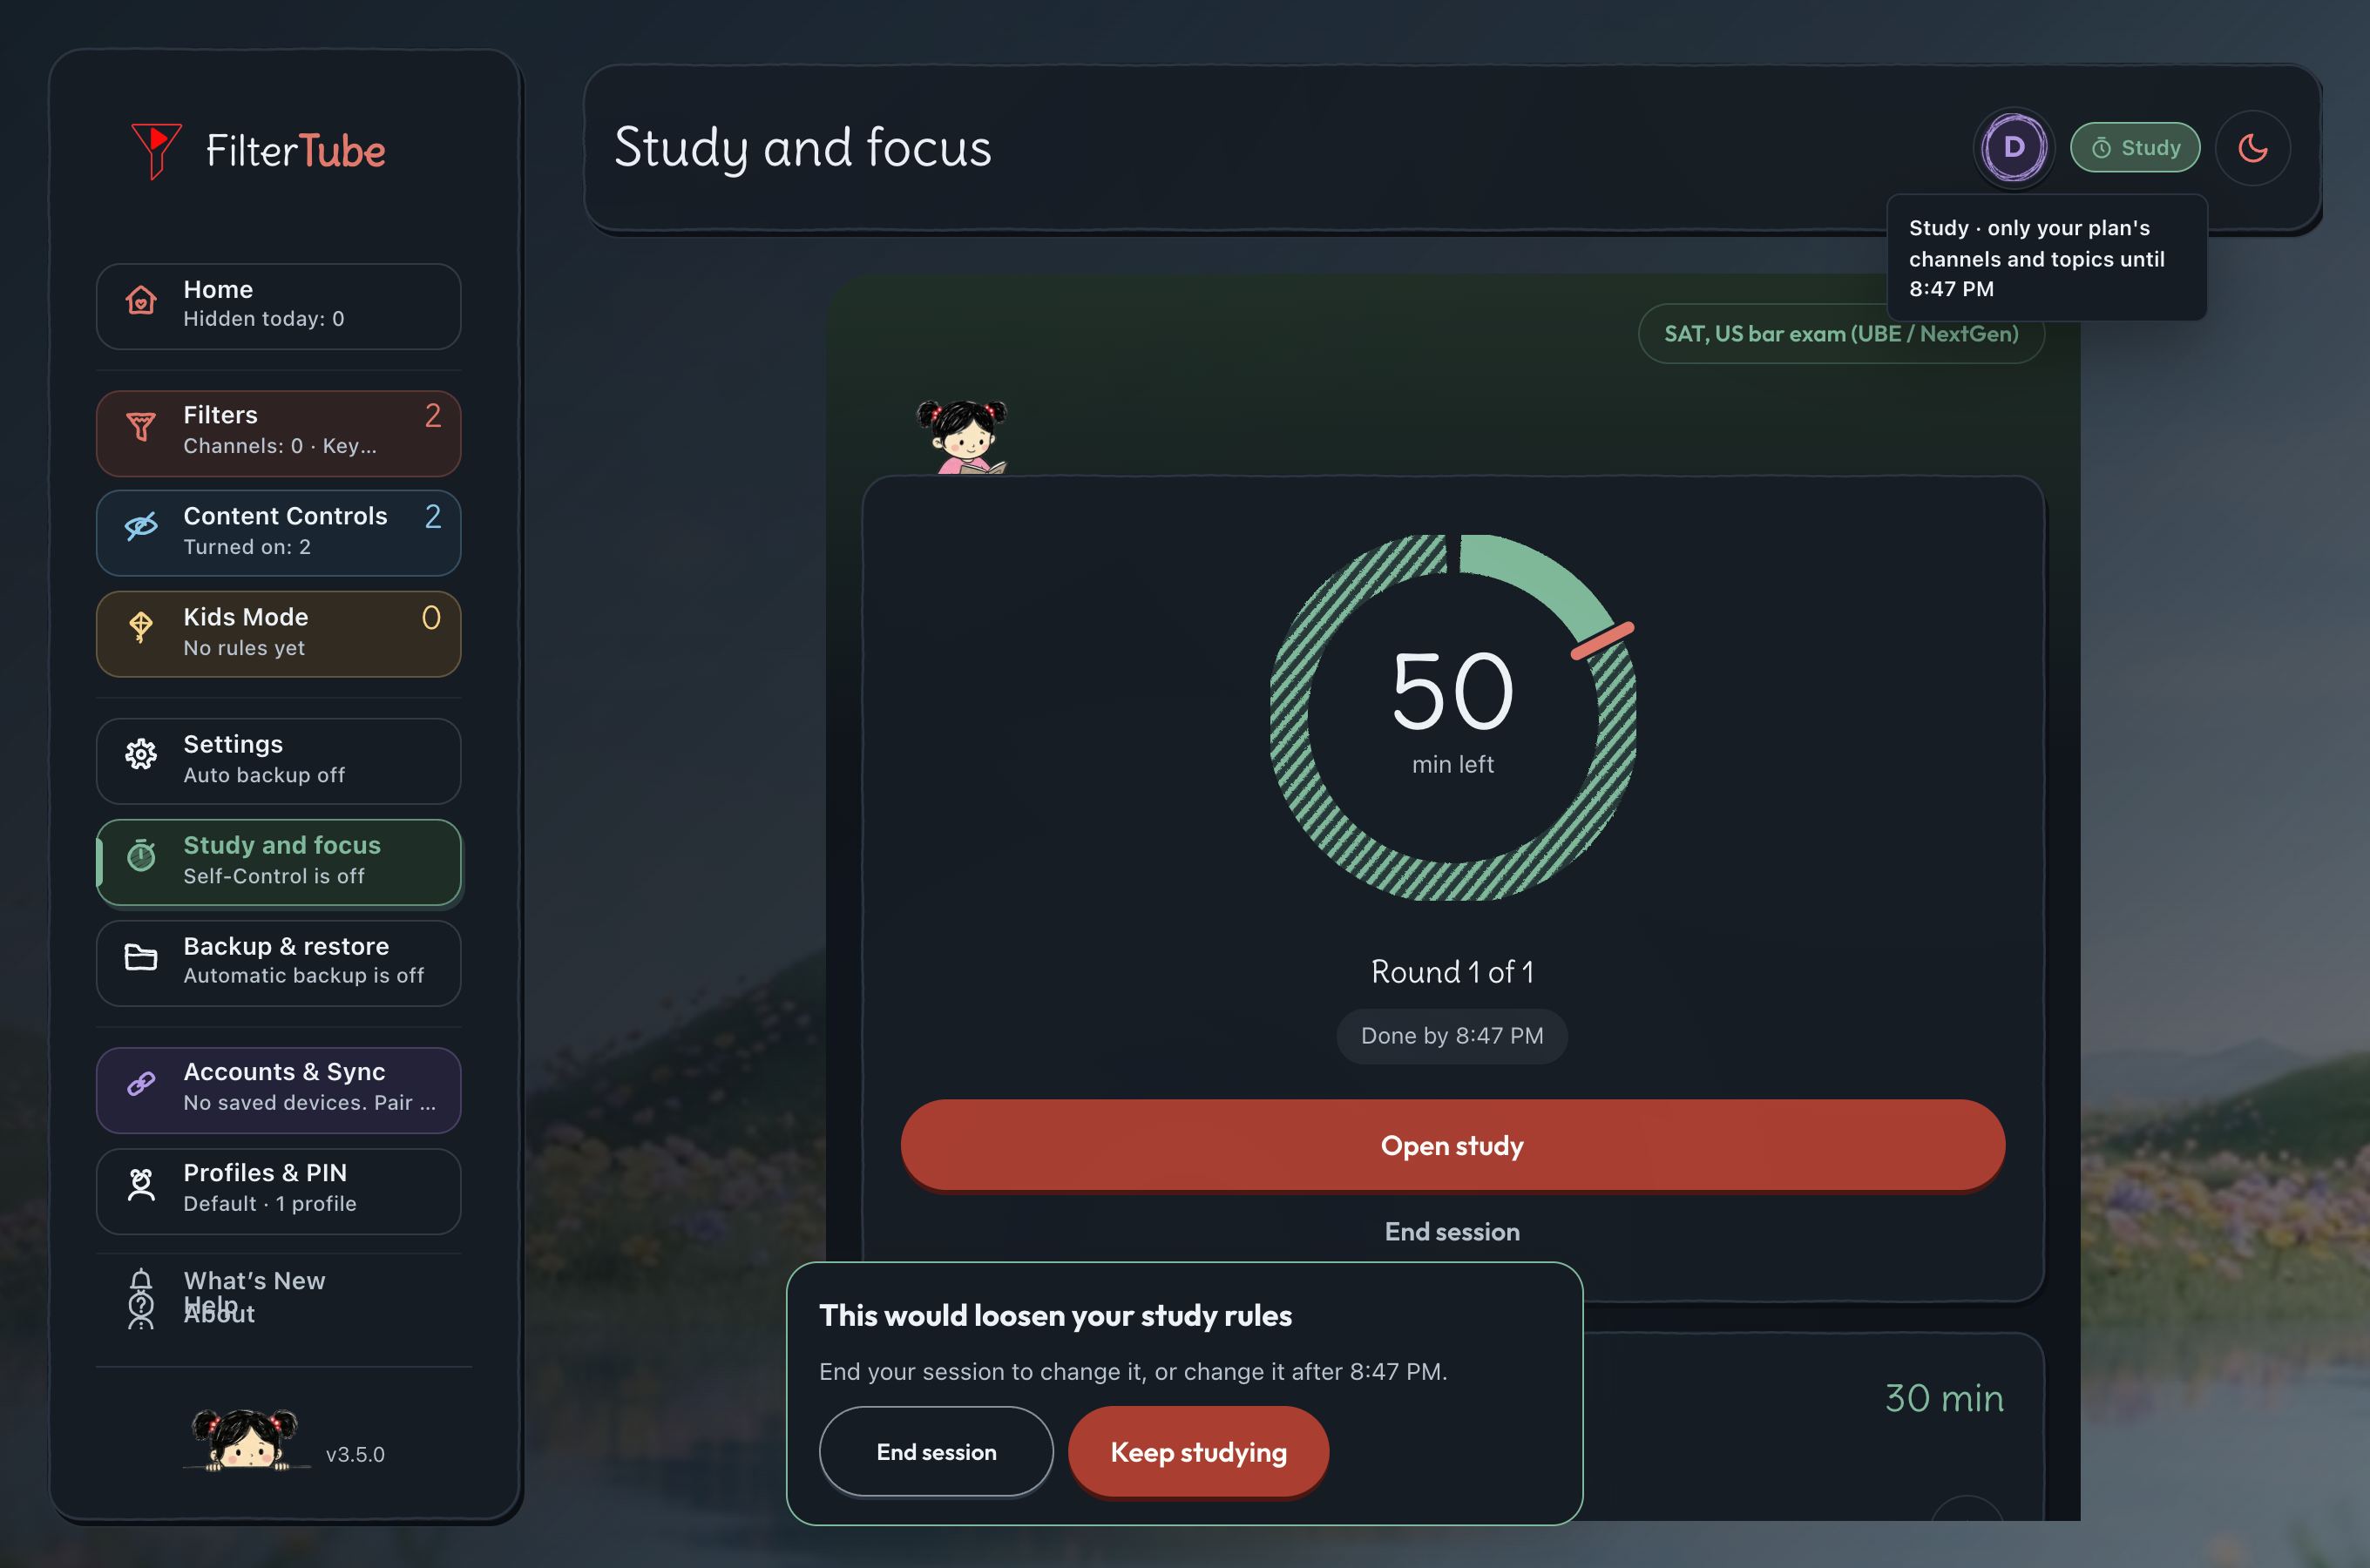 FilterTube
Home
Hidden today: 0
Filters
2
Channels: 0 · Key...
Content Controls
2
Turned on: 2
Kids Mode
0
No rules yet
Settings
Auto backup off
Study and focus
Self-Control is off
Backup & restore
Automatic backup is off
Accounts & Sync
No saved devices. Pair ...
Profiles & PIN
Default · 1 profile
What’s New
Help
About
v3.5.0
Study and focus
D
Study
Study · only your plan's
channels and topics until
8:47 PM
SAT, US bar exam (UBE / NextGen)
50
min left
Round 1 of 1
Done by 8:47 PM
Open study
End session
This would loosen your study rules
End your session to change it, or change it after 8:47 PM.
End session
Keep studying
30 min